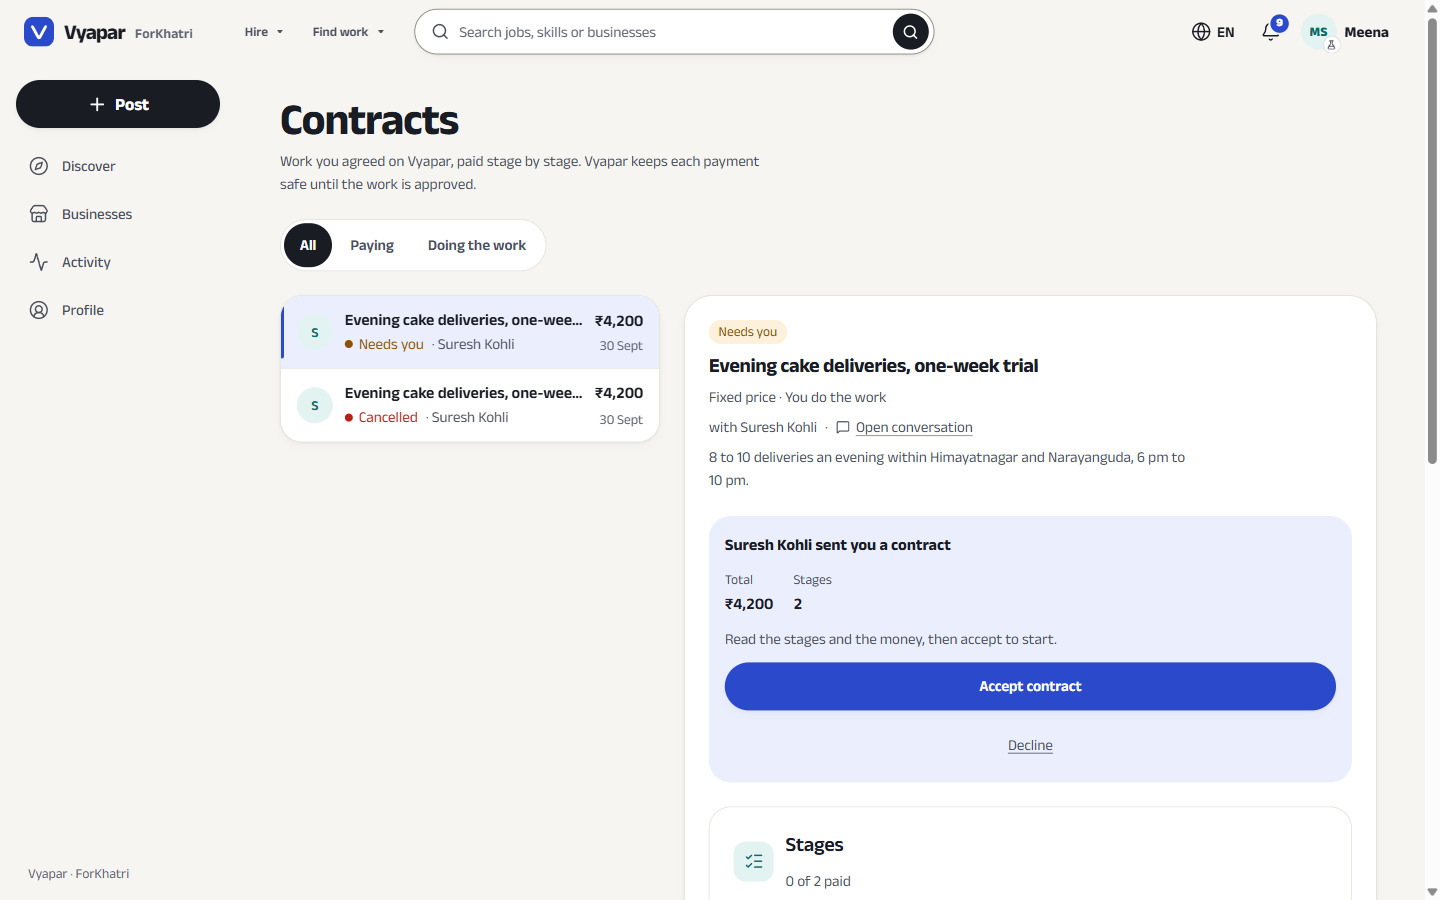 Vyapar ForKhatri
Hire
Find work
Search jobs, skills or businesses
EN
9
MS
Meena
Post
Discover
Businesses
Activity
Profile
Vyapar · ForKhatri
Contracts
Work you agreed on Vyapar, paid stage by stage. Vyapar keeps each payment
safe until the work is approved.
All
Paying
Doing the work
S
Evening cake deliveries, one-wee... ₹4,200
Needs you · Suresh Kohli 30 Sept
S
Evening cake deliveries, one-wee... ₹4,200
Cancelled · Suresh Kohli 30 Sept
Needs you
Evening cake deliveries, one-week trial
Fixed price · You do the work
with Suresh Kohli · Open conversation
8 to 10 deliveries an evening within Himayatnagar and Narayanguda, 6 pm to
10 pm.
Suresh Kohli sent you a contract
Total Stages
₹4,200 2
Read the stages and the money, then accept to start.
Accept contract
Decline
Stages
0 of 2 paid